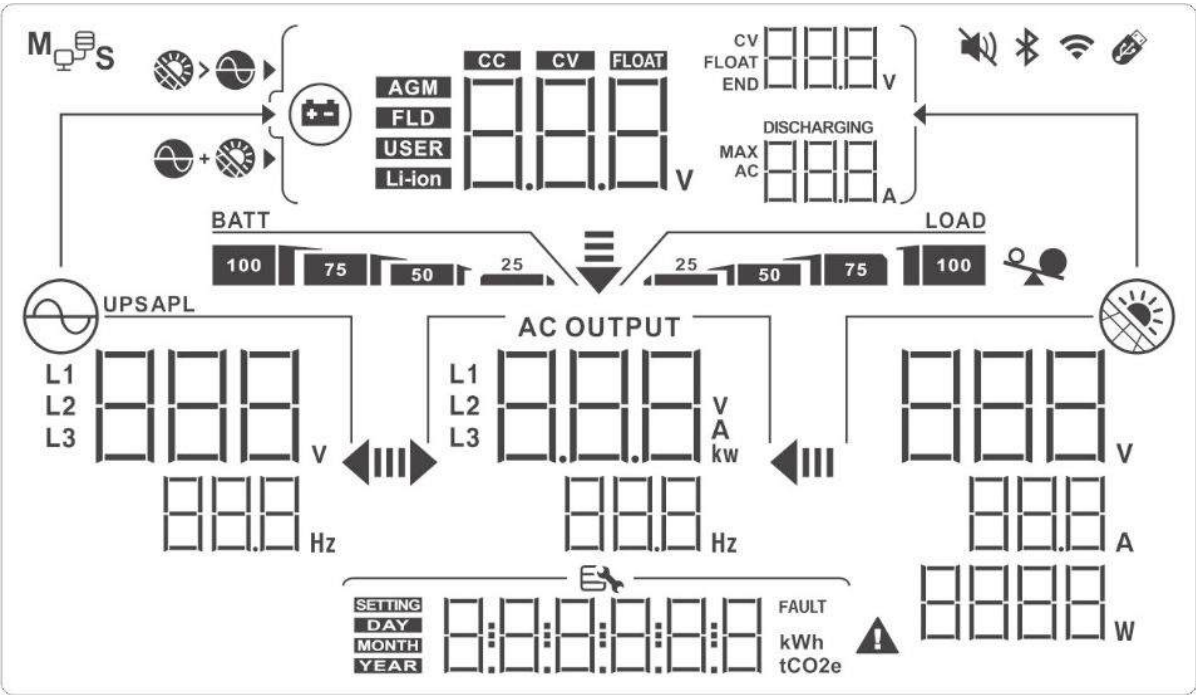 M S
CC CV FLOAT
AGM
FLD
USER
Li-ion
V
CV
FLOAT
END
V
DISCHARGING
MAX
AC
A
BATT
100 75 50 25
LOAD
25 50 75 100
UPS APL
L1
L2
L3
V
Hz
AC OUTPUT
L1
L2
L3
V
A
kw
Hz
V
A
W
SETTING
DAY
MONTH
YEAR
FAULT
kWh
tCO2e